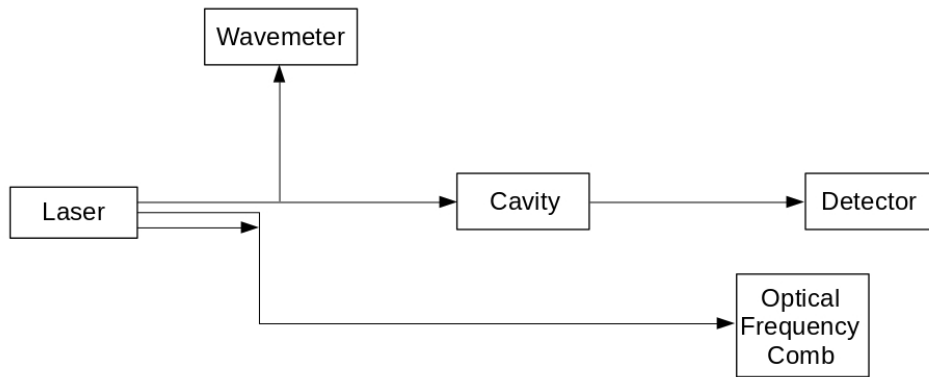 Wavemeter
Laser
Cavity
Detector
Optical
Frequency
Comb